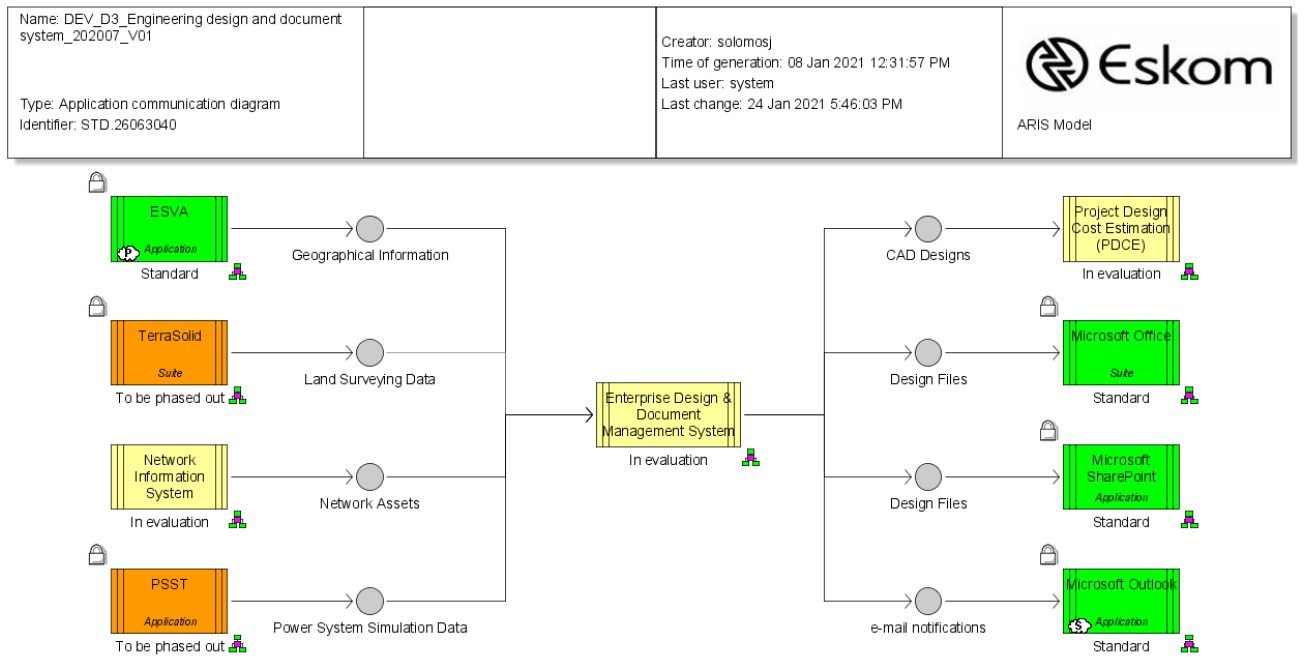 Name: DEV_D3_Engineering design and document
system_202007_V01
Type: Application communication diagram
Identifier: STD.26063040
Creator: solomosj
Time of generation: 08 Jan 2021 12:31:57 PM
Last user: system
Last change: 24 Jan 2021 5:46:03 PM
Eskom
ARIS Model
ESVA
Application
P
Standard
Geographical Information
TerraSolid
Suite
To be phased out
Land Surveying Data
Network
Information
System
In evaluation
Network Assets
PSST
Application
To be phased out
Power System Simulation Data
Enterprise Design &
Document
Management System
In evaluation
CAD Designs
Project Design
Cost Estimation
(PDCE)
In evaluation
Design Files
Microsoft Office
Suite
Standard
Design Files
Microsoft
SharePoint
Application
Standard
e-mail notifications
Microsoft Outlook
Application
S
Standard